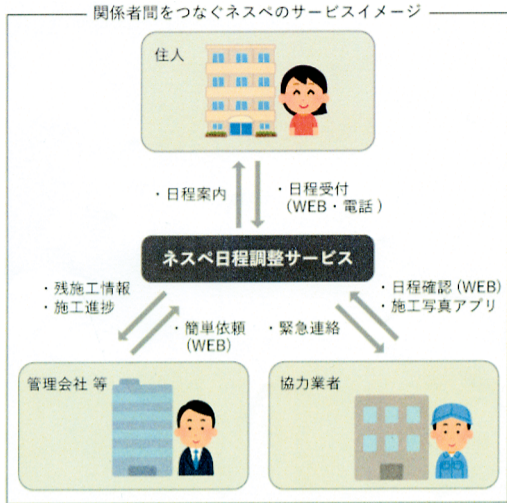 関係者間をつなぐネスペのサービスイメージ
住人
・日程案内
・日程受付
(WEB・電話)
ネスペ日程調整サービス
・残施工情報
・施工進捗
・日程確認(WEB)
・施工写真アプリ
・簡単依頼
(WEB)
・緊急連絡
管理会社 等
協力業者